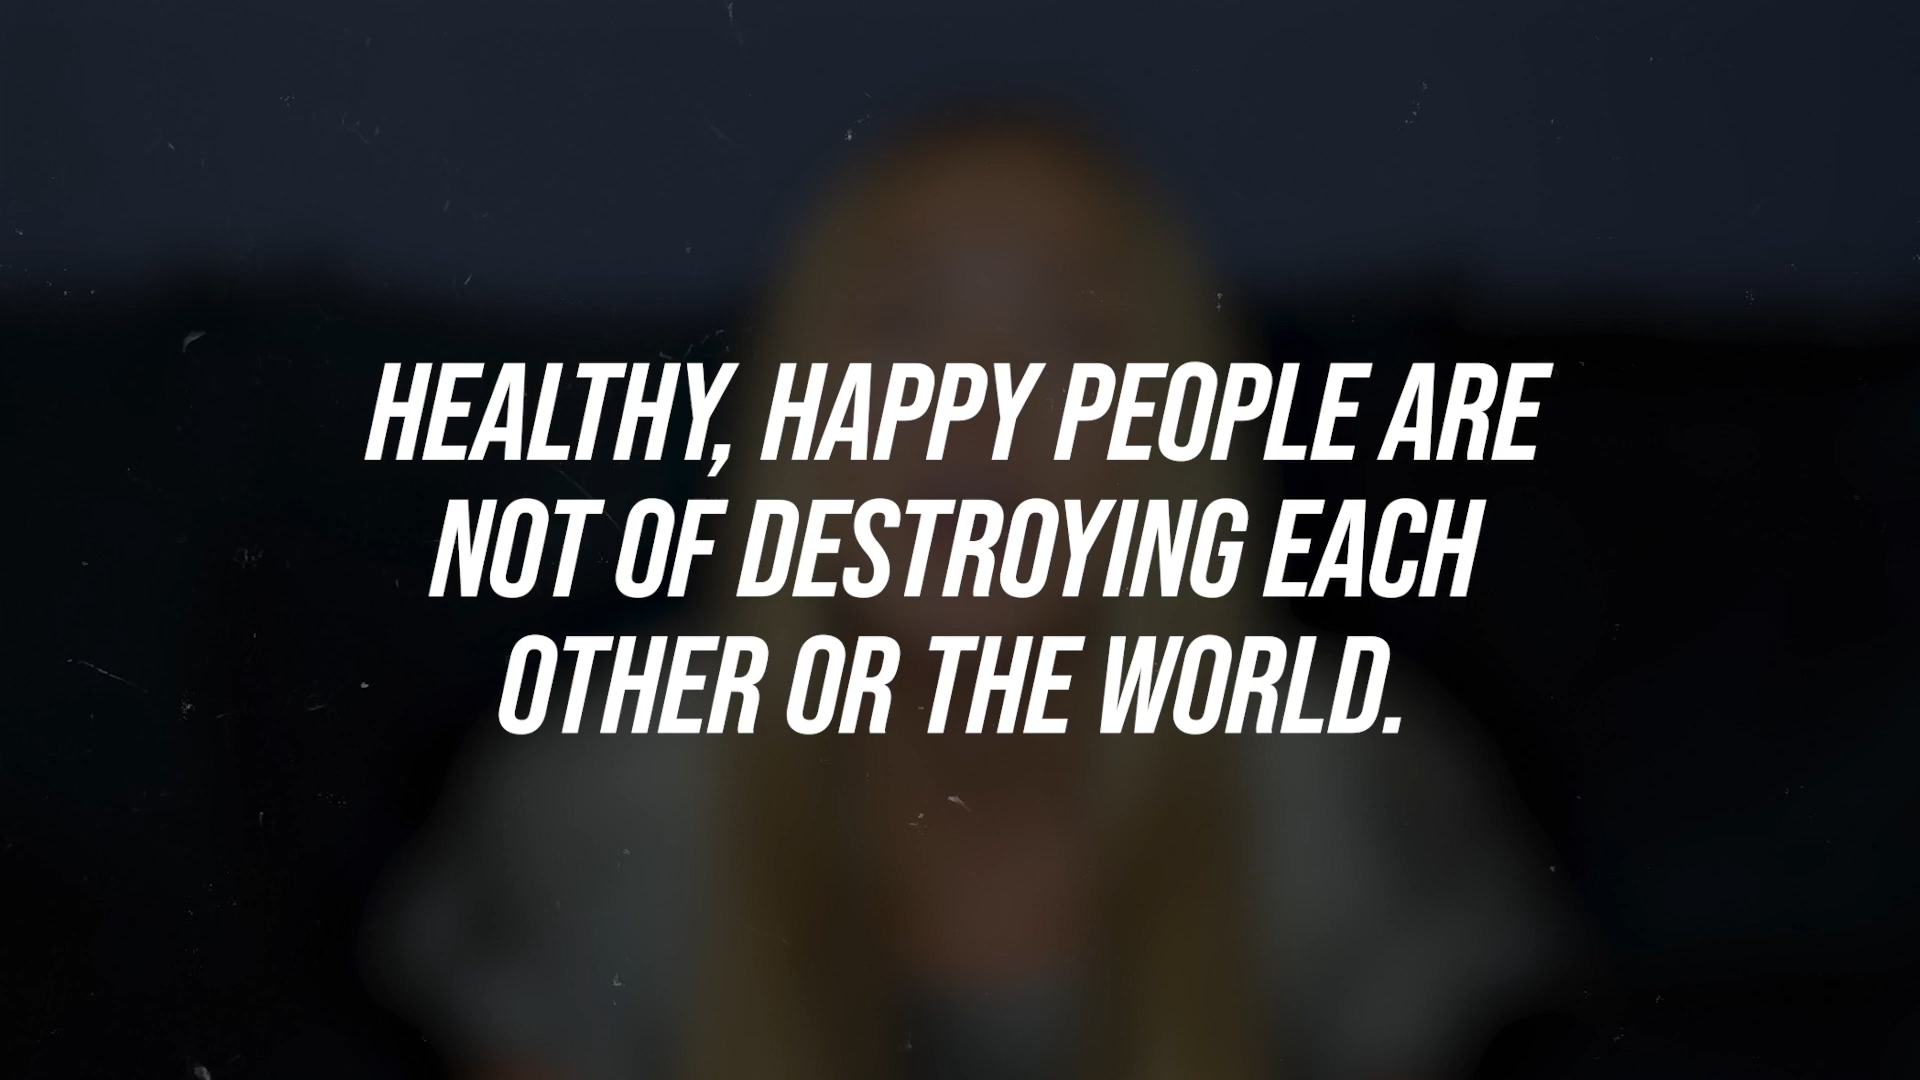 HEALTHY, HAPPY PEOPLE ARE
NOT OF DESTROYING EACH
OTHER OR THE WORLD.